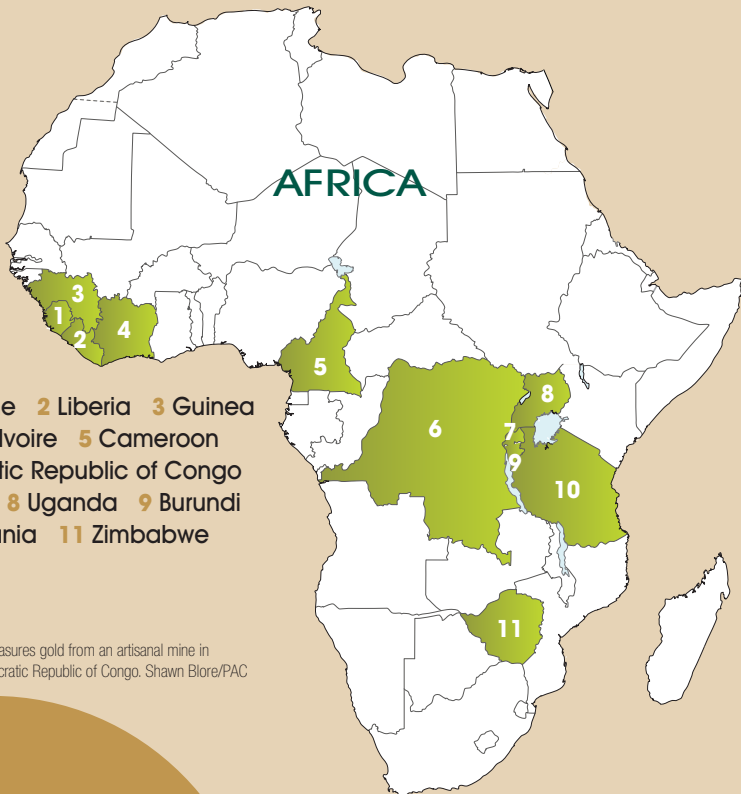 AFRICA
3
1
2
4
5
6
7
8
9
10
11
e 2 Liberia 3 Guinea
Ivoire 5 Cameroon
tic Republic of Congo
8 Uganda 9 Burundi
nia 11 Zimbabwe
asures gold from an artisanal mine in
cratic Republic of Congo. Shawn Blore/PAC